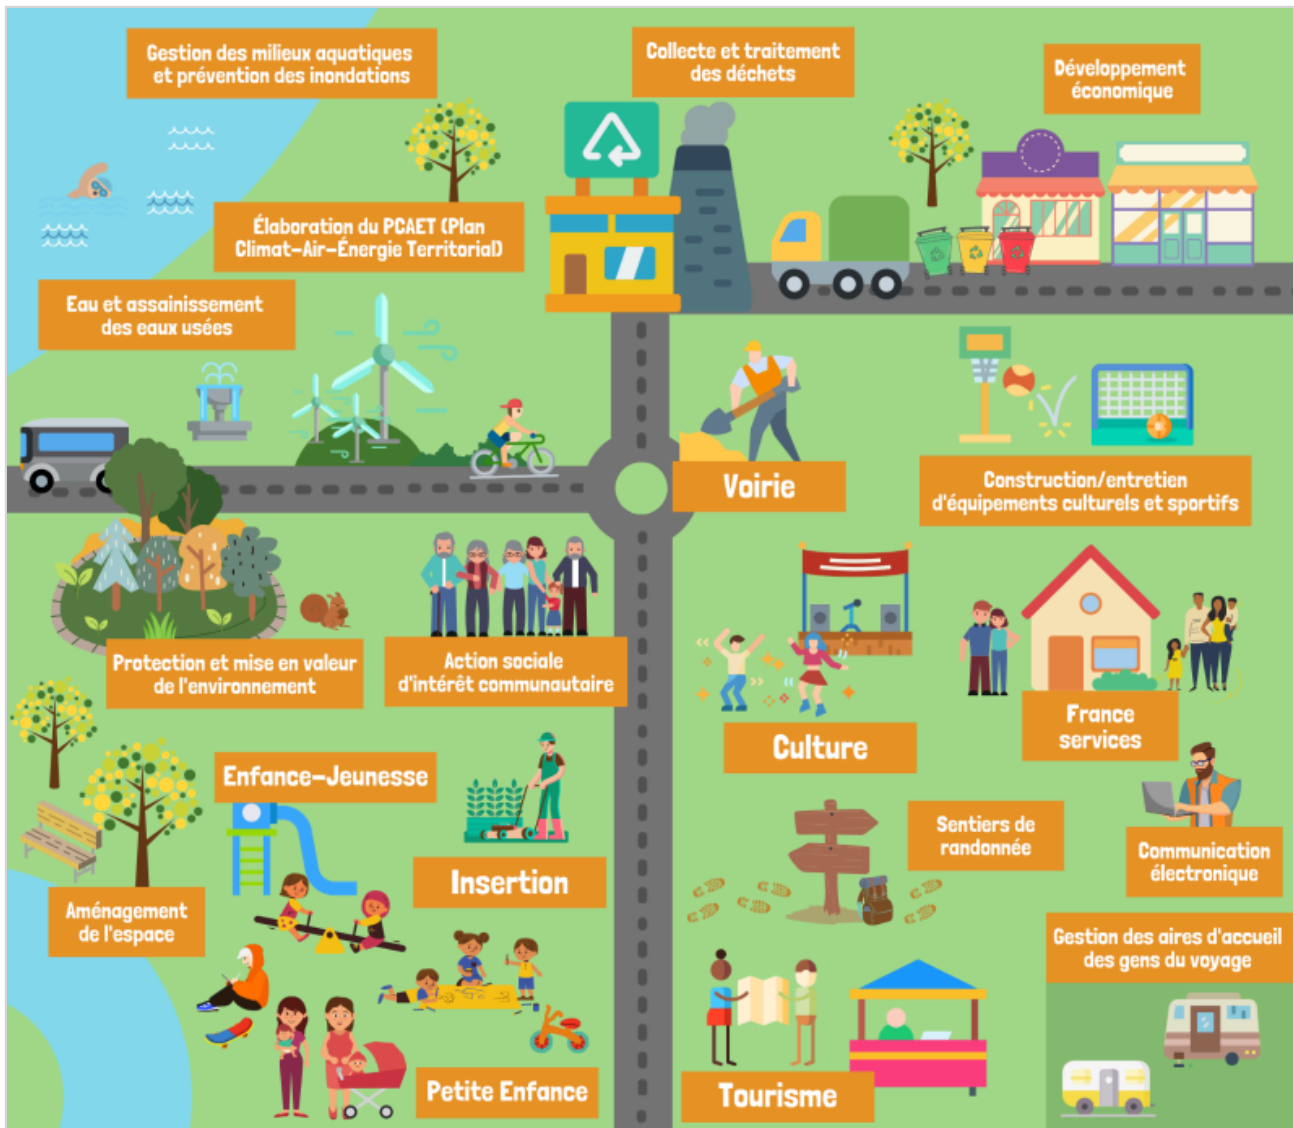 Gestion des milieux aquatiques
et prévention des inondations
Collecte et traitement
des déchets
Développement
économique
Élaboration du PCAET (Plan
Climat-Air-Énergie Territorial)
Eau et assainissement
des eaux usées
Voirie
Construction/entretien
d'équipements culturels et sportifs
Protection et mise en valeur
de l'environnement
Action sociale
d'intérêt communautaire
France
services
Culture
Enfance-Jeunesse
Sentiers de
randonnée
Communication
électronique
Insertion
Aménagement
de l'espace
Gestion des aires d'accueil
des gens du voyage
Petite Enfance
Tourisme